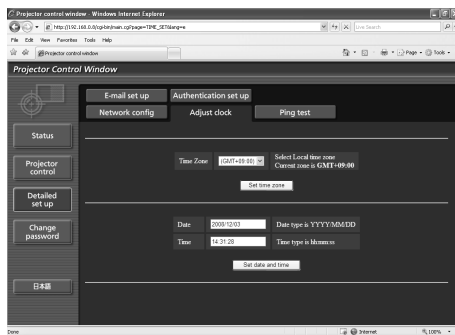 Projector control window - Windows Internet Explorer
http://192.168.0.8/cgi-bin/main.cgi?page=TIME_SET&lang=e
Live Search
File Edit View Favorites Tools Help
Projector control window
Page Tools
Projector Control Window
E-mail set up Authentication set up
Network config Adjust clock Ping test
Status
Projector control
Detailed set up
Change password
日本語
Time Zone (GMT+09:00) Select Local time zone
Current zone is GMT+09:00
Set time zone
Date 2008/12/03 Date type is YYYY/MM/DD
Time 14:31:28 Time type is hh:mm:ss
Set date and time
Done Internet 100%